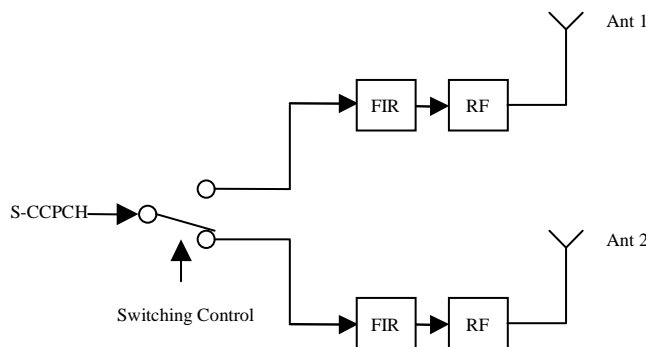 Ant 1
FIR
RF
S-CCPCH
Ant 2
Switching Control
FIR
RF